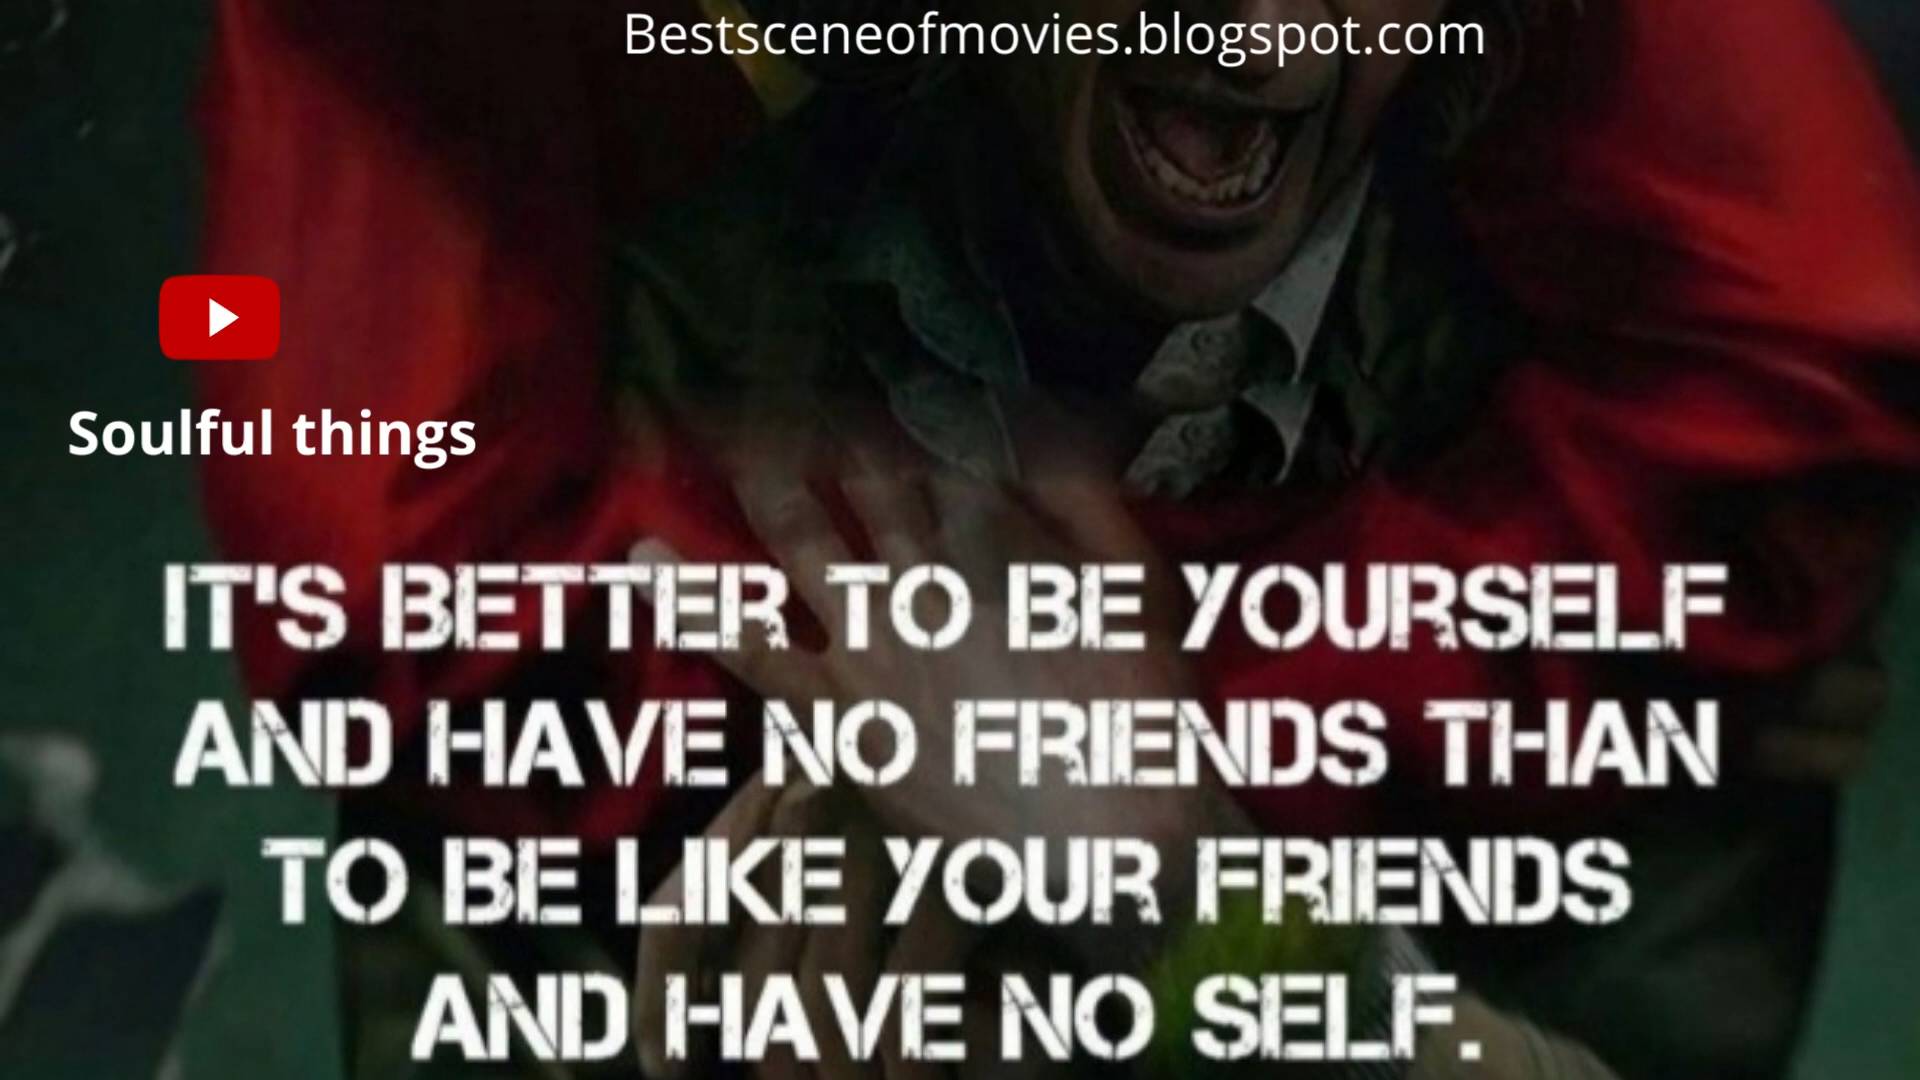 Bestsceneofmovies.blogspot.com
Soulful things
IT'S BETTER TO BE YOURSELF
AND HAVE NO FRIENDS THAN
TO BE LIKE YOUR FRIENDS
AND HAVE NO SELF.